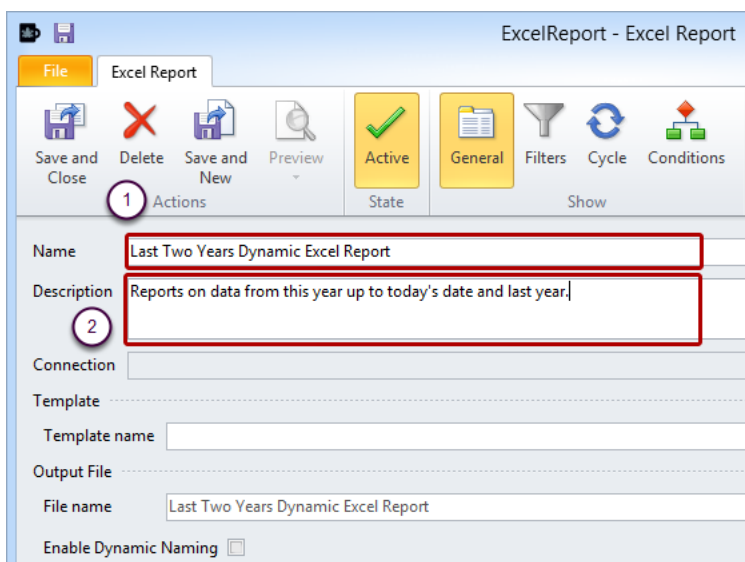 ExcelReport - Excel Report
File
Excel Report
Save and Close
Delete
Save and New
Preview
Active
General
Filters
Cycle
Conditions
1
Actions
State
Show
Name
Last Two Years Dynamic Excel Report
Description
Reports on data from this year up to today's date and last year.
2
Connection
Template
Template name
Output File
File name
Last Two Years Dynamic Excel Report
Enable Dynamic Naming